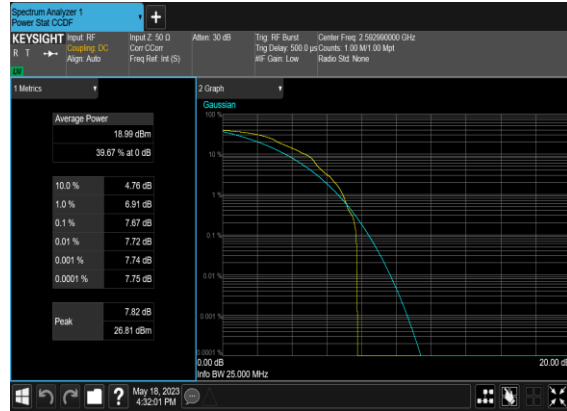 Spectrum Analyzer 1
Power Stat CCDF
+
KEYSIGHT
R T
Input: RF
Coupling: DC
Align: Auto
Input Z: 50 Ω
Corr CCorr
Freq Ref: Int (S)
Atten: 30 dB
Trig: RF Burst
Trig Delay: 500.0 µs
#IF Gain: Low
Center Freq: 2.592990000 GHz
Counts: 1.00 M/1.00 Mpt
Radio Std: None
1 Metrics
Average Power
18.99 dBm
39.67 % at 0 dB
10.0 % 4.76 dB
1.0 % 6.91 dB
0.1 % 7.67 dB
0.01 % 7.72 dB
0.001 % 7.74 dB
0.0001 % 7.75 dB
Peak
7.82 dB
26.81 dBm
2 Graph
Gaussian
100 %
10 %
1 %
0.1 %
0.01 %
0.001 %
0.0001 %
0.00 dB
20.00 dB
Info BW 25.000 MHz
?
May 18, 2023
4:32:01 PM